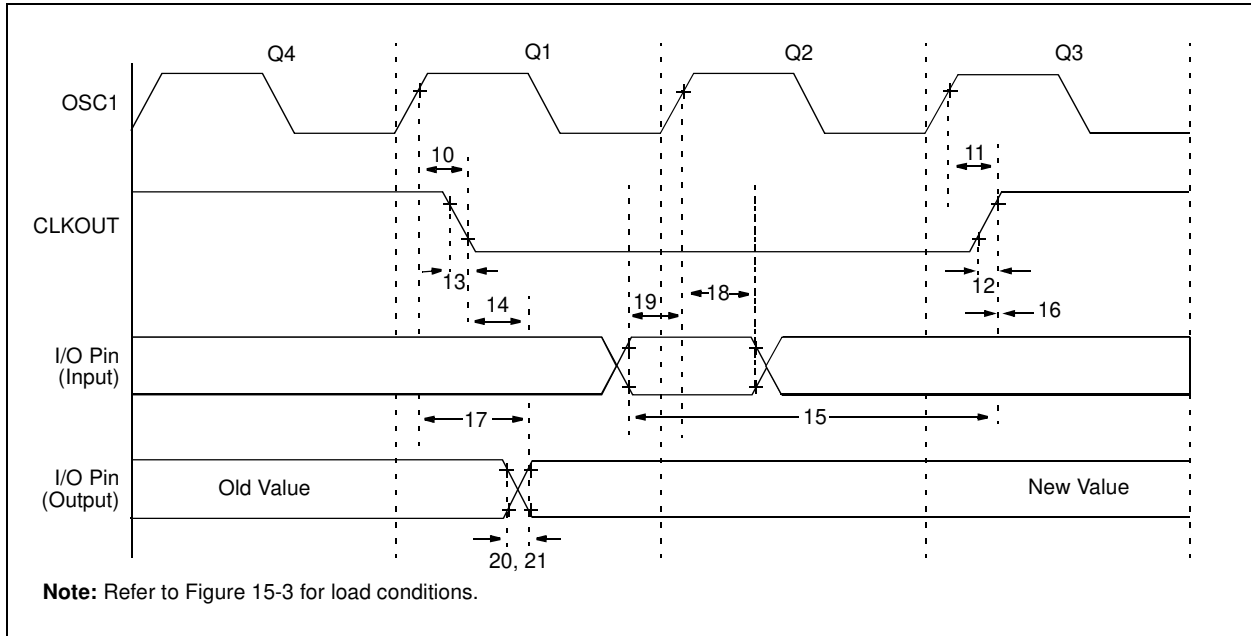 Q4 Q1 Q2 Q3
OSC1
10 11
CLKOUT
13 12
14 19 18 16
I/O Pin
(Input)
17 15
I/O Pin
(Output)
Old Value New Value
20, 21
Note: Refer to Figure 15-3 for load conditions.